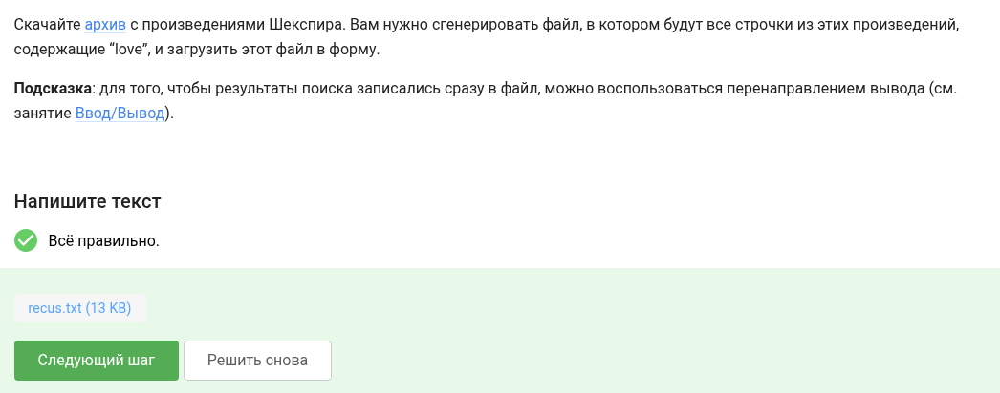 Скачайте архив с произведениями Шекспира. Вам нужно сгенерировать файл, в котором будут все строчки из этих произведений,
содержащие “love”, и загрузить этот файл в форму.
Подсказка: для того, чтобы результаты поиска записались сразу в файл, можно воспользоваться перенаправлением вывода (см.
занятие Ввод/Вывод).
Напишите текст
Всё правильно.
recus.txt (13 KB)
Следующий шаг
Решить снова